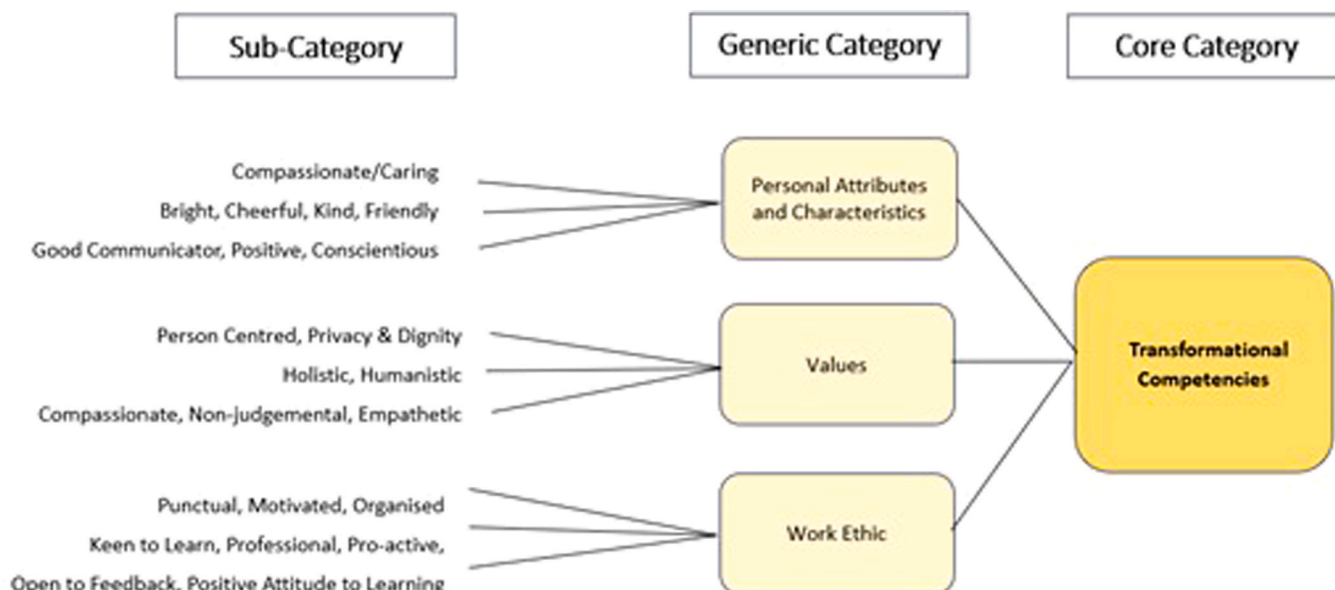 Sub-Category
Generic Category
Core Category
Compassionate/Caring
Bright, Cheerful, Kind, Friendly
Good Communicator, Positive, Conscientious
Personal Attributes
and Characteristics
Person Centred, Privacy & Dignity
Holistic, Humanistic
Compassionate, Non-judgemental, Empathetic
Values
Punctual, Motivated, Organised
Keen to Learn, Professional, Pro-active,
Open to Feedback, Positive Attitude to Learning
Work Ethic
Transformational
Competencies